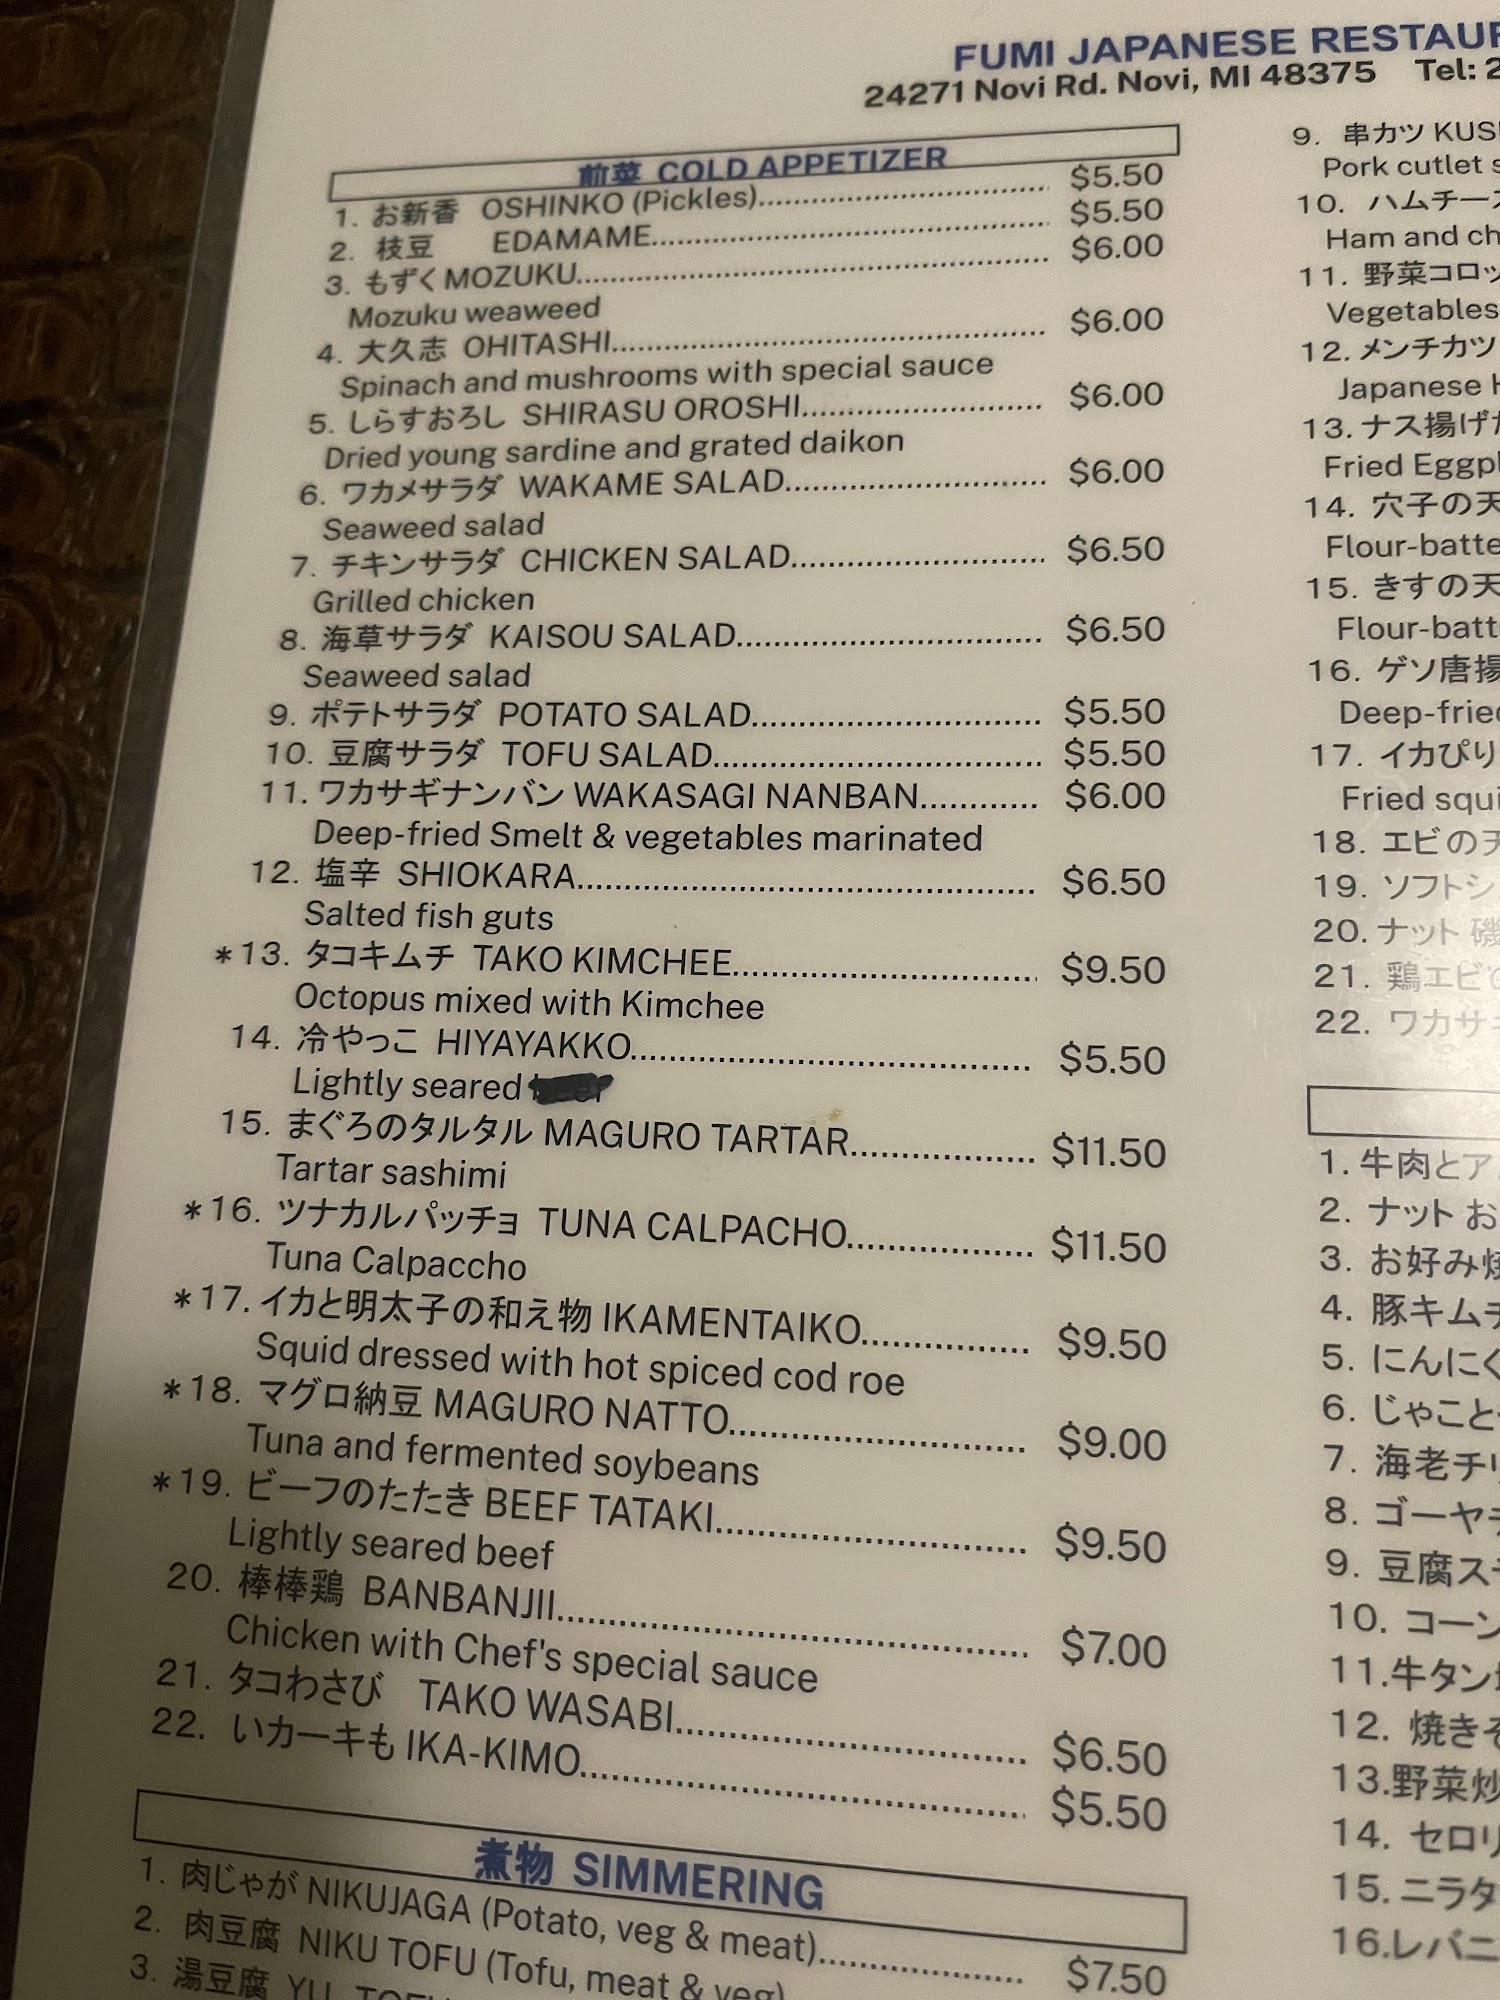 FUMI JAPANESE
24271 Novi Rd. Novi, MI 48375 Tel:
前菜 COLD APPETIZER
1. お新香 OSHINKO (Pickles)................ $5.50
2. 枝豆 EDAMAME................ $5.50
3. もずく MOZUKU................ $6.00
Mozuku weaweed
4. 大久志 OHITASHI................ $6.00
Spinach and mushrooms with special sauce
5. しらすおろし SHIRASU OROSHI................ $6.00
Dried young sardine and grated daikon
6. ワカメサラダ WAKAME SALAD................ $6.00
Seaweed salad
7. チキンサラダ CHICKEN SALAD................ $6.50
Grilled chicken
8. 海草サラダ KAISOU SALAD................ $6.50
Seaweed salad
9. ポテトサラダ POTATO SALAD................ $5.50
10. 豆腐サラダ TOFU SALAD................ $5.50
11. ワカサギナンバン WAKASAGI NANBAN............ $6.00
Deep-fried Smelt & vegetables marinated
12. 塩辛 SHIOKARA................ $6.50
Salted fish guts
*13. タコキムチ TAKO KIMCHEE................ $9.50
Octopus mixed with Kimchee
14. 冷やっこ HIYAYAKKO................ $5.50
Lightly seared
15. まぐろのタルタル MAGURO TARTAR................ $11.50
Tartar sashimi
*16. ツナカルパッチョ TUNA CALPACHO................ $11.50
Tuna Calpaccho
*17. イカと明太子の和え物 IKAMENTAIKO................ $9.50
Squid dressed with hot spiced cod roe
*18. マグロ納豆 MAGURO NATTO................ $9.00
Tuna and fermented soybeans
*19. ビーフのたたき BEEF TATAKI................ $9.50
Lightly seared beef
20. 棒棒鶏 BANBANJII................ $7.00
Chicken with Chef's special sauce
21. タコわさび TAKO WASABI................ $6.50
22. いカーキも IKA-KIMO................ $5.50
煮物 SIMMERING
1. 肉じゃが NIKUJAGA (Potato, veg & meat)................ $7.50
2. 肉豆腐 NIKU TOFU (Tofu, meat & veg)
3. 湯豆腐 YU TOFU
9. 串カツ
Pork cutlet
10. ハムチーズ
Ham and
11. 野菜コロッ
Vegetables
12. メンチカツ
Japanese
13. ナス揚げ
Fried
14. 穴子の天
15. きすの天
16. ゲソ唐揚
17. イカぴり
Fried
18. エビの天
19. ソフトシ
20. ナット 磯
21. 鶏エビ
22. ワカサギ
1. 牛肉とア
2. ナット お
3. お好み焼
4. 豚キムチ
5. にんにく
6. じゃこと
7. 海老チリ
8. ゴーヤチ
9. 豆腐ステ
10. コーン
11.牛タン
12. 焼きそ
13.野菜炒
14. セロリ
15. ニラタ
16.レバニ